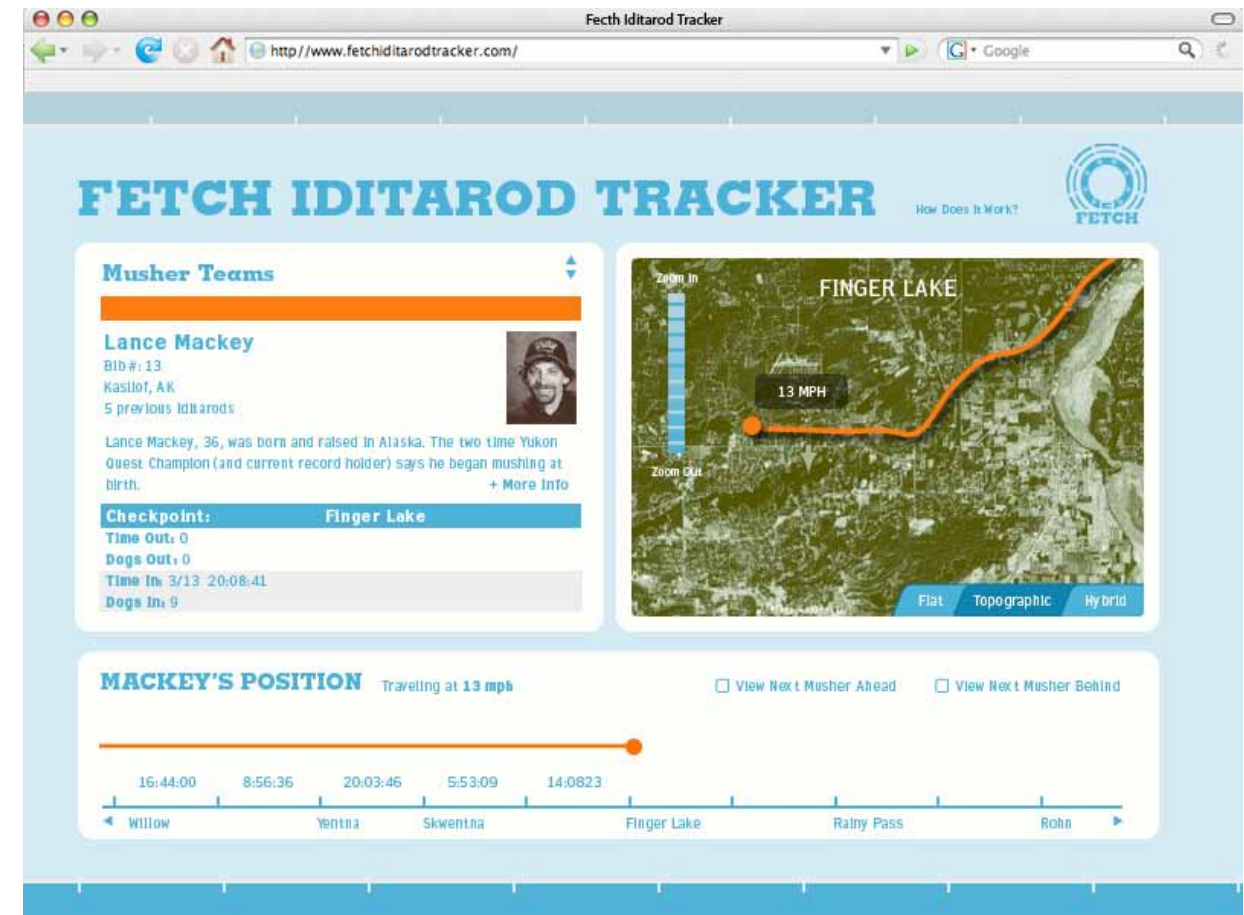 Fecth Iditarod Tracker
http://www.fetchiditarodtracker.com/
G Google
FETCH IDITAROD TRACKER
How Does It Work?
FETCH
Musher Teams
Lance Mackey
Bib #: 13
Kasilof, AK
5 previous Iditarods
Lance Mackey, 36, was born and raised in Alaska. The two time Yukon
Quest Champion (and current record holder) says he began mushing at
birth.
+ More Info
Checkpoint: Finger Lake
Time Out: 0
Dogs Out: 0
Time In: 3/13 20:08:41
Dogs In: 9
Zoom In
FINGER LAKE
13 MPH
Zoom Out
Flat Topographic Hybrid
MACKEY'S POSITION Traveling at 13 mph
View Next Musher Ahead View Next Musher Behind
16:44:00 8:56:36 20:03:46 5:53:09 14:0823
Willow Yentna Skwentna Finger Lake Rainy Pass Rohn